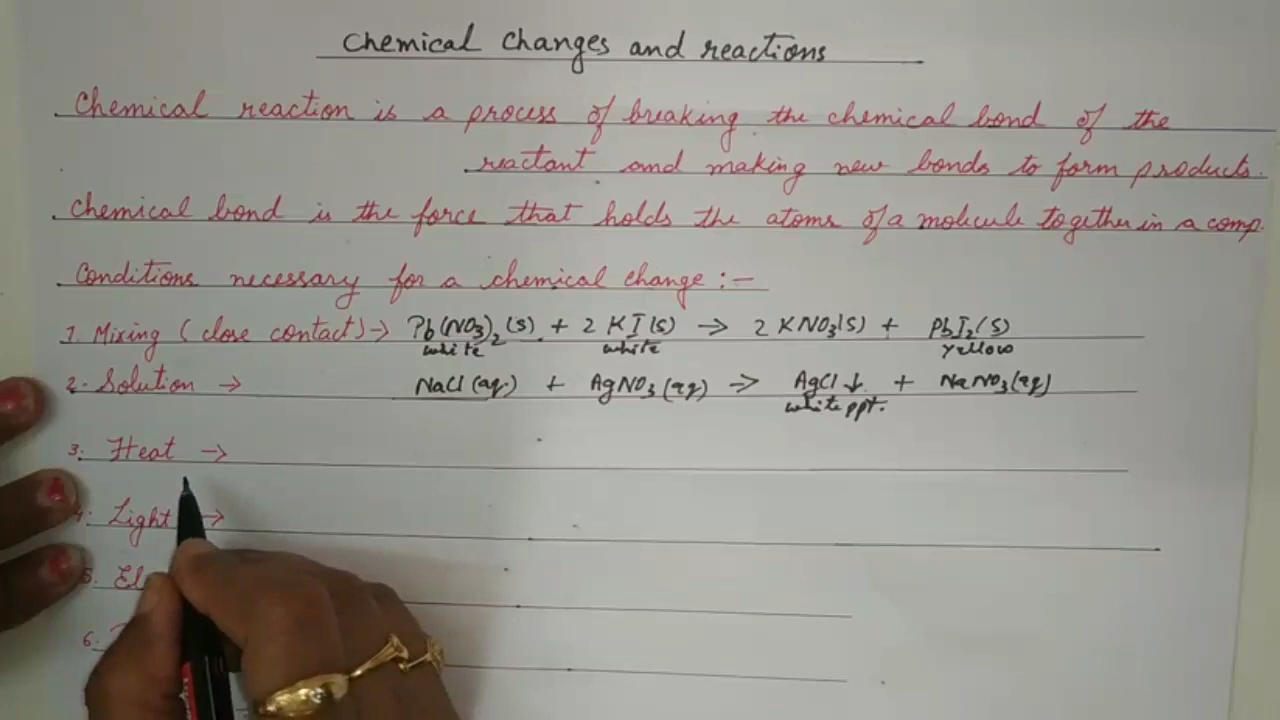 Chemical changes and reactions
Chemical reaction is a process of breaking the chemical bond of the
reactant and making new bonds to form products.
Chemical bond is the force that holds the atoms of a molecule together in a comp.
Conditions necessary for a chemical change :-
1. Mixing (close contact) → Pb(NO₃)₂(s) + 2 KI(s) → 2 KNO₃(s) + PbI₂(s)
white white yellow
2. Solution → NaCl(aq) + AgNO₃(aq) → AgCl↓ + NaNO₃(aq)
white ppt.
3. Heat →
4. Light →
5. El
6.